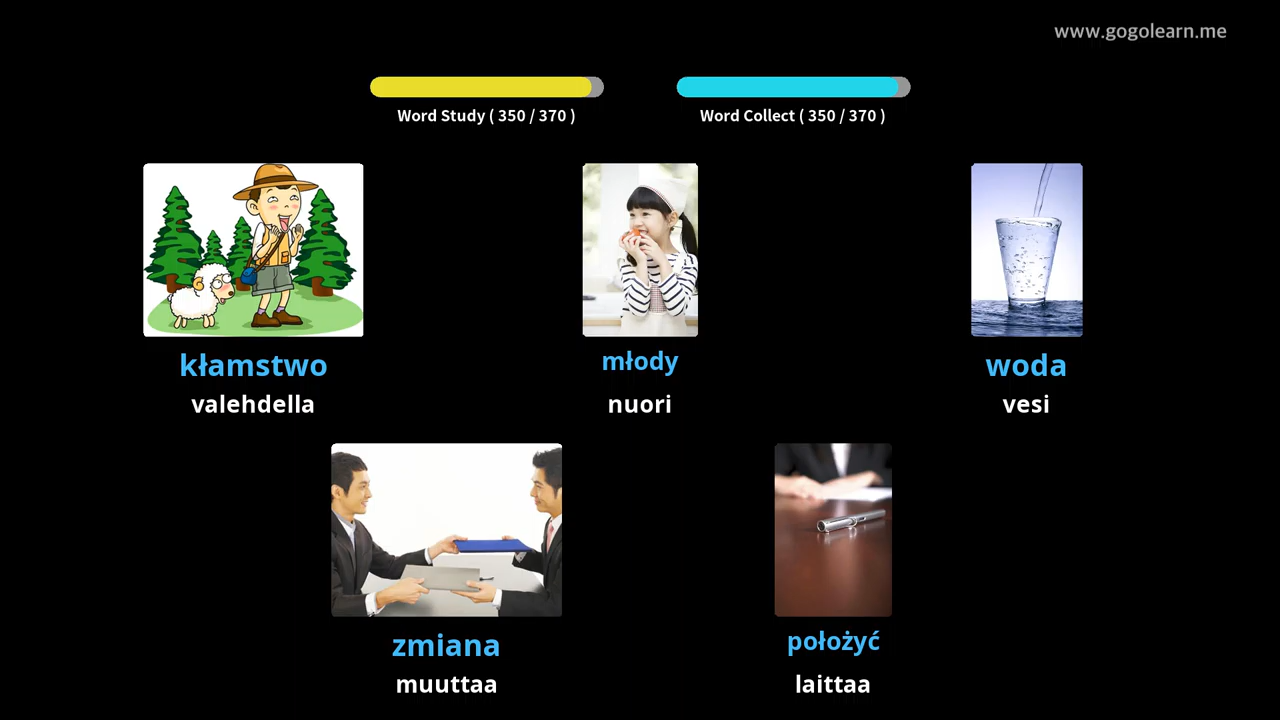 www.gogolearn.me
Word Study ( 350 / 370 )
Word Collect ( 350 / 370 )
kłamstwo
valehdella
młody
nuori
woda
vesi
zmiana
muuttaa
położyć
laittaa